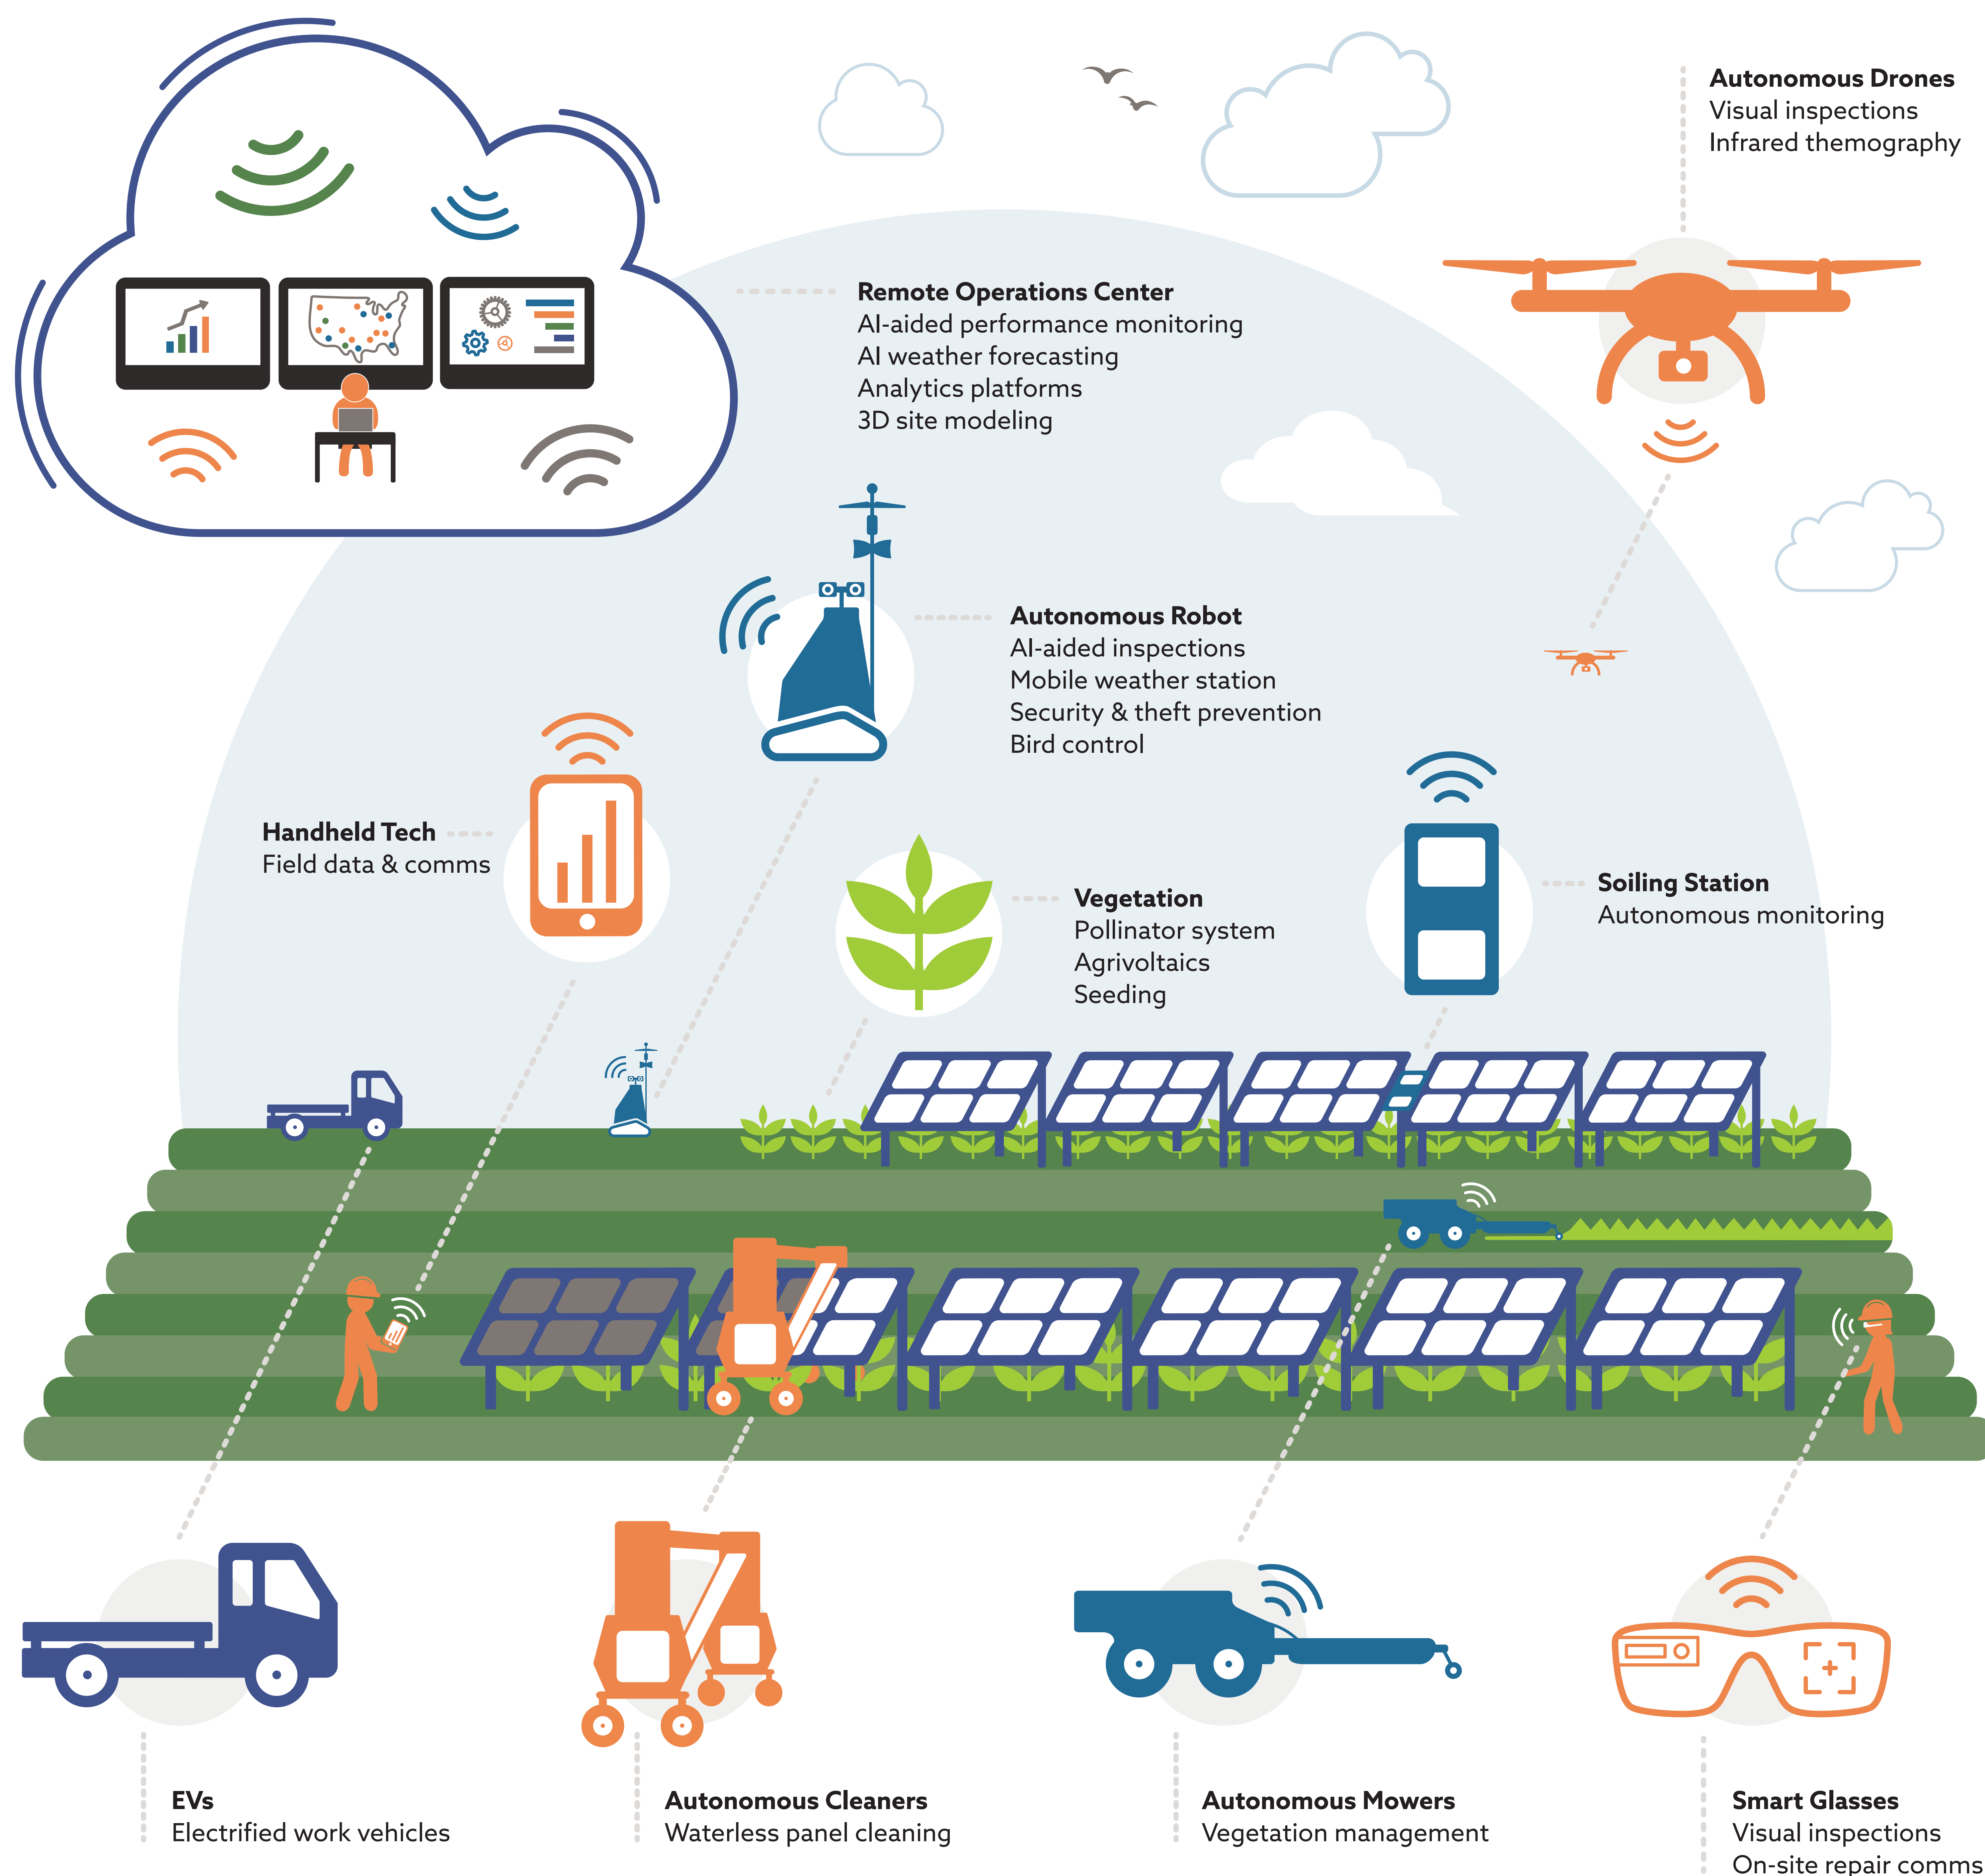 Autonomous Drones
Visual inspections
Infrared themography
Remote Operations Center
AI-aided performance monitoring
AI weather forecasting
Analytics platforms
3D site modeling
Autonomous Robot
AI-aided inspections
Mobile weather station
Security & theft prevention
Bird control
Handheld Tech
Field data & comms
Vegetation
Pollinator system
Agrivoltaics
Seeding
Soiling Station
Autonomous monitoring
EVs
Electrified work vehicles
Autonomous Cleaners
Waterless panel cleaning
Autonomous Mowers
Vegetation management
Smart Glasses
Visual inspections
On-site repair comms